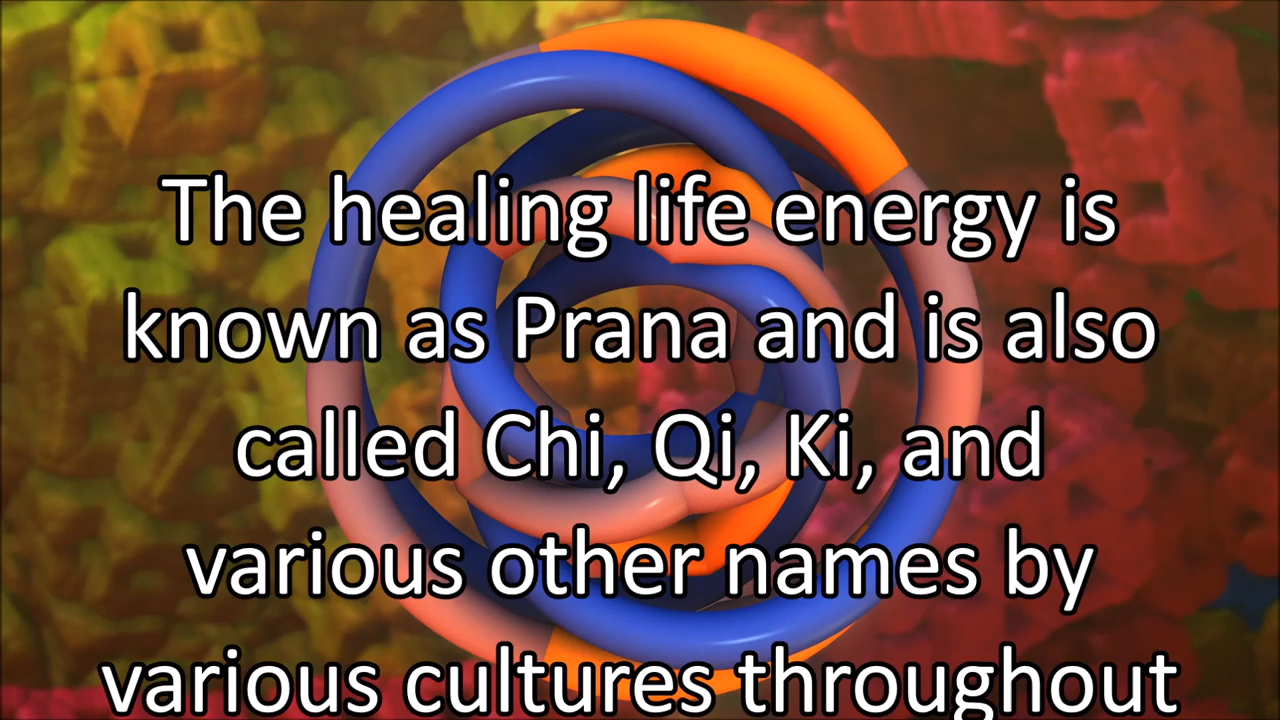 The healing life energy is
known as Prana and is also
called Chi, Qi, Ki, and
various other names by
various cultures throughout